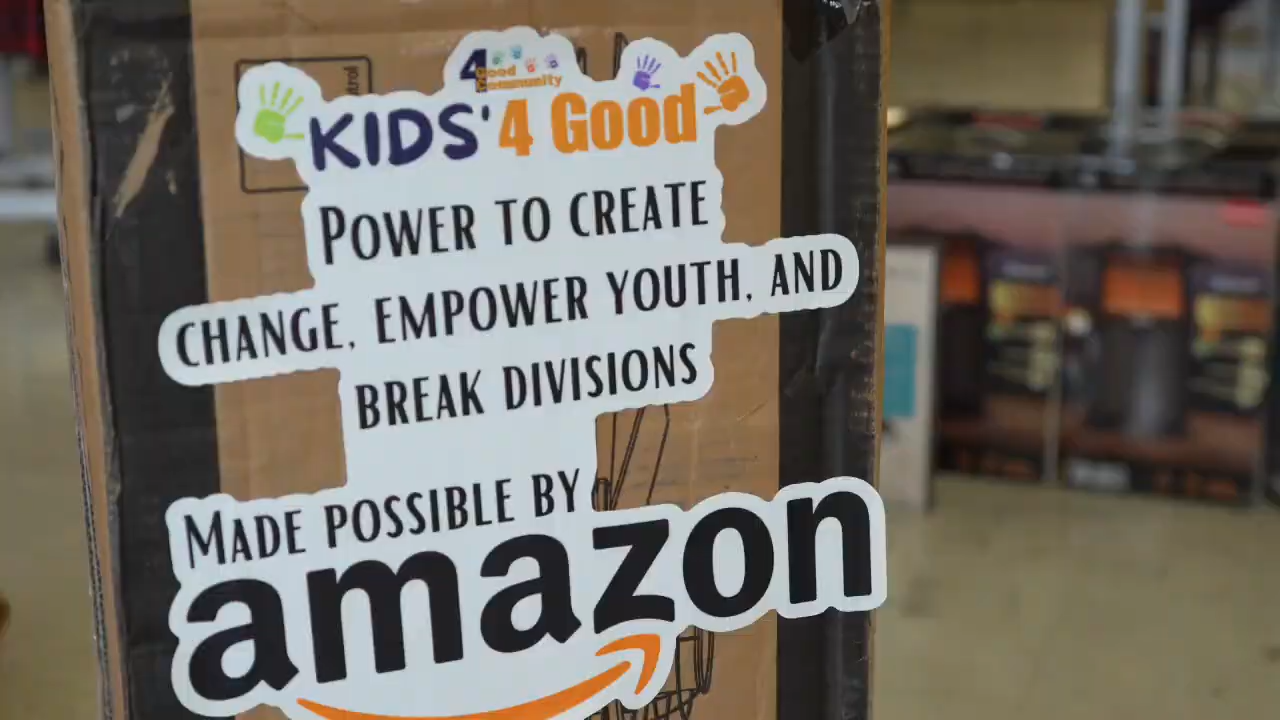 4 Good
Community
KIDS' 4 Good
POWER TO CREATE
CHANGE, EMPOWER YOUTH, AND
BREAK DIVISIONS
MADE POSSIBLE BY
amazon